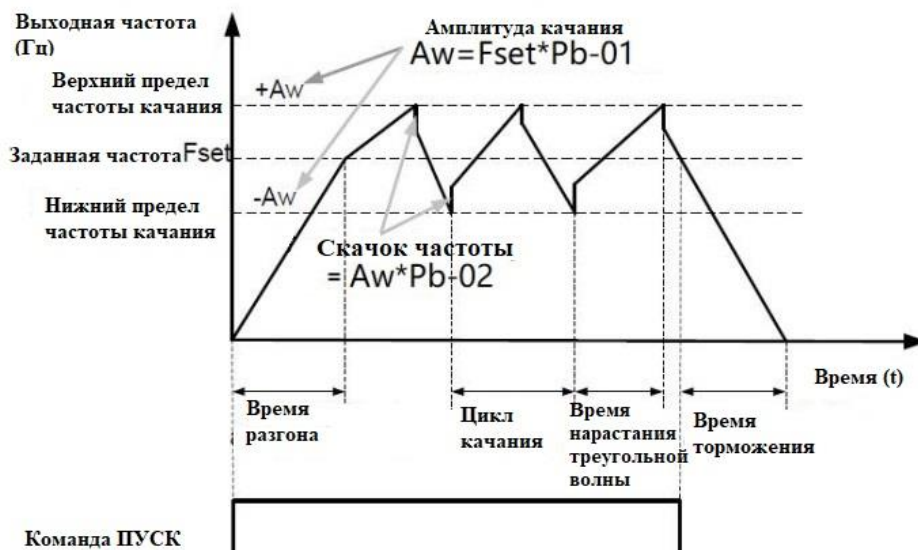 Выходная частота
(Гц)
Амплитуда качания
Aw=Fset*Pb-01
Верхний предел
частоты качания
+Aw
Заданная частота Fset
-Aw
Нижний предел
частоты качания
Скачок частоты
= Aw*Pb-02
Время (t)
Время
разгона
Цикл
качания
Время
нарастания
треугольной
волны
Время
торможения
Команда ПУСК